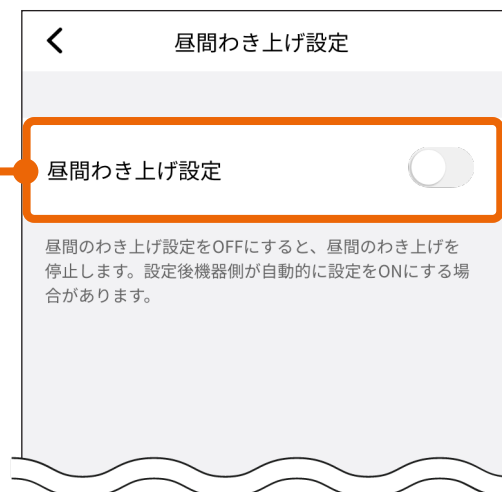 昼間わき上げ設定
昼間わき上げ設定
昼間のわき上げ設定をOFFにすると、昼間のわき上げを
停止します。設定後機器側が自動的に設定をONにする場
合があります。